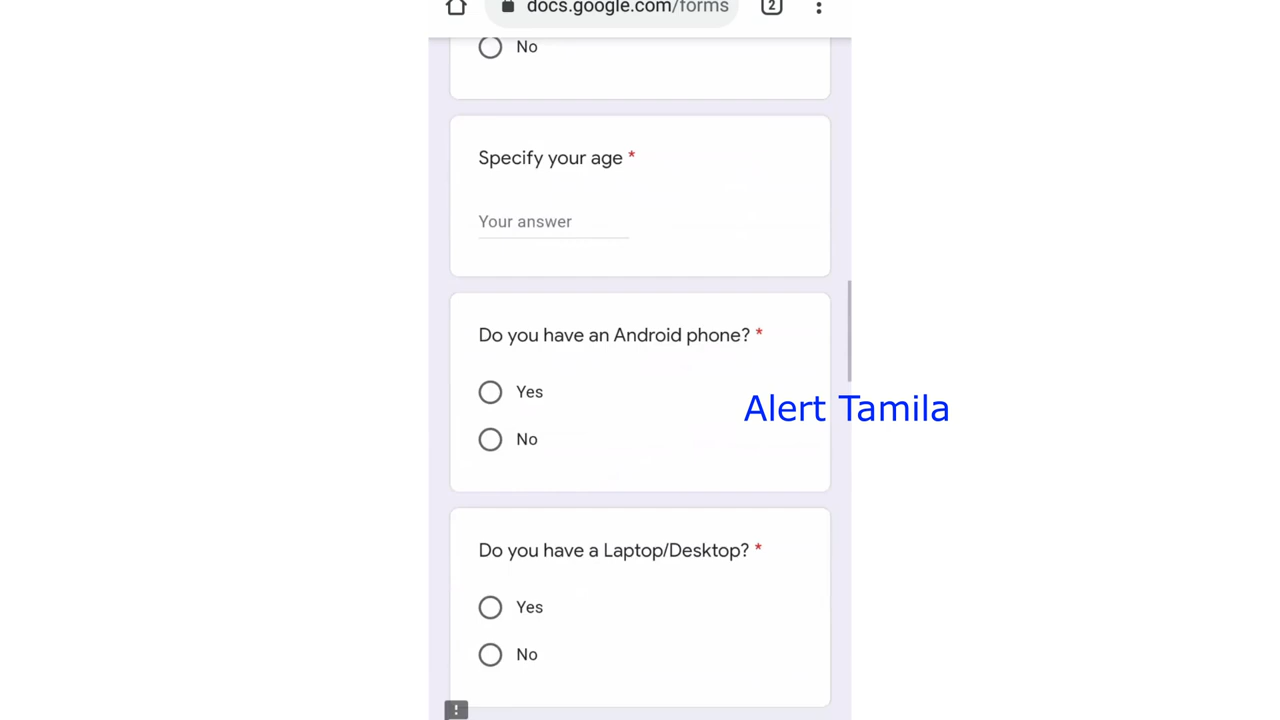 docs.google.com/forms
2
No
Specify your age *
Your answer
Do you have an Android phone? *
Yes
Alert Tamila
No
Do you have a Laptop/Desktop? *
Yes
No
!